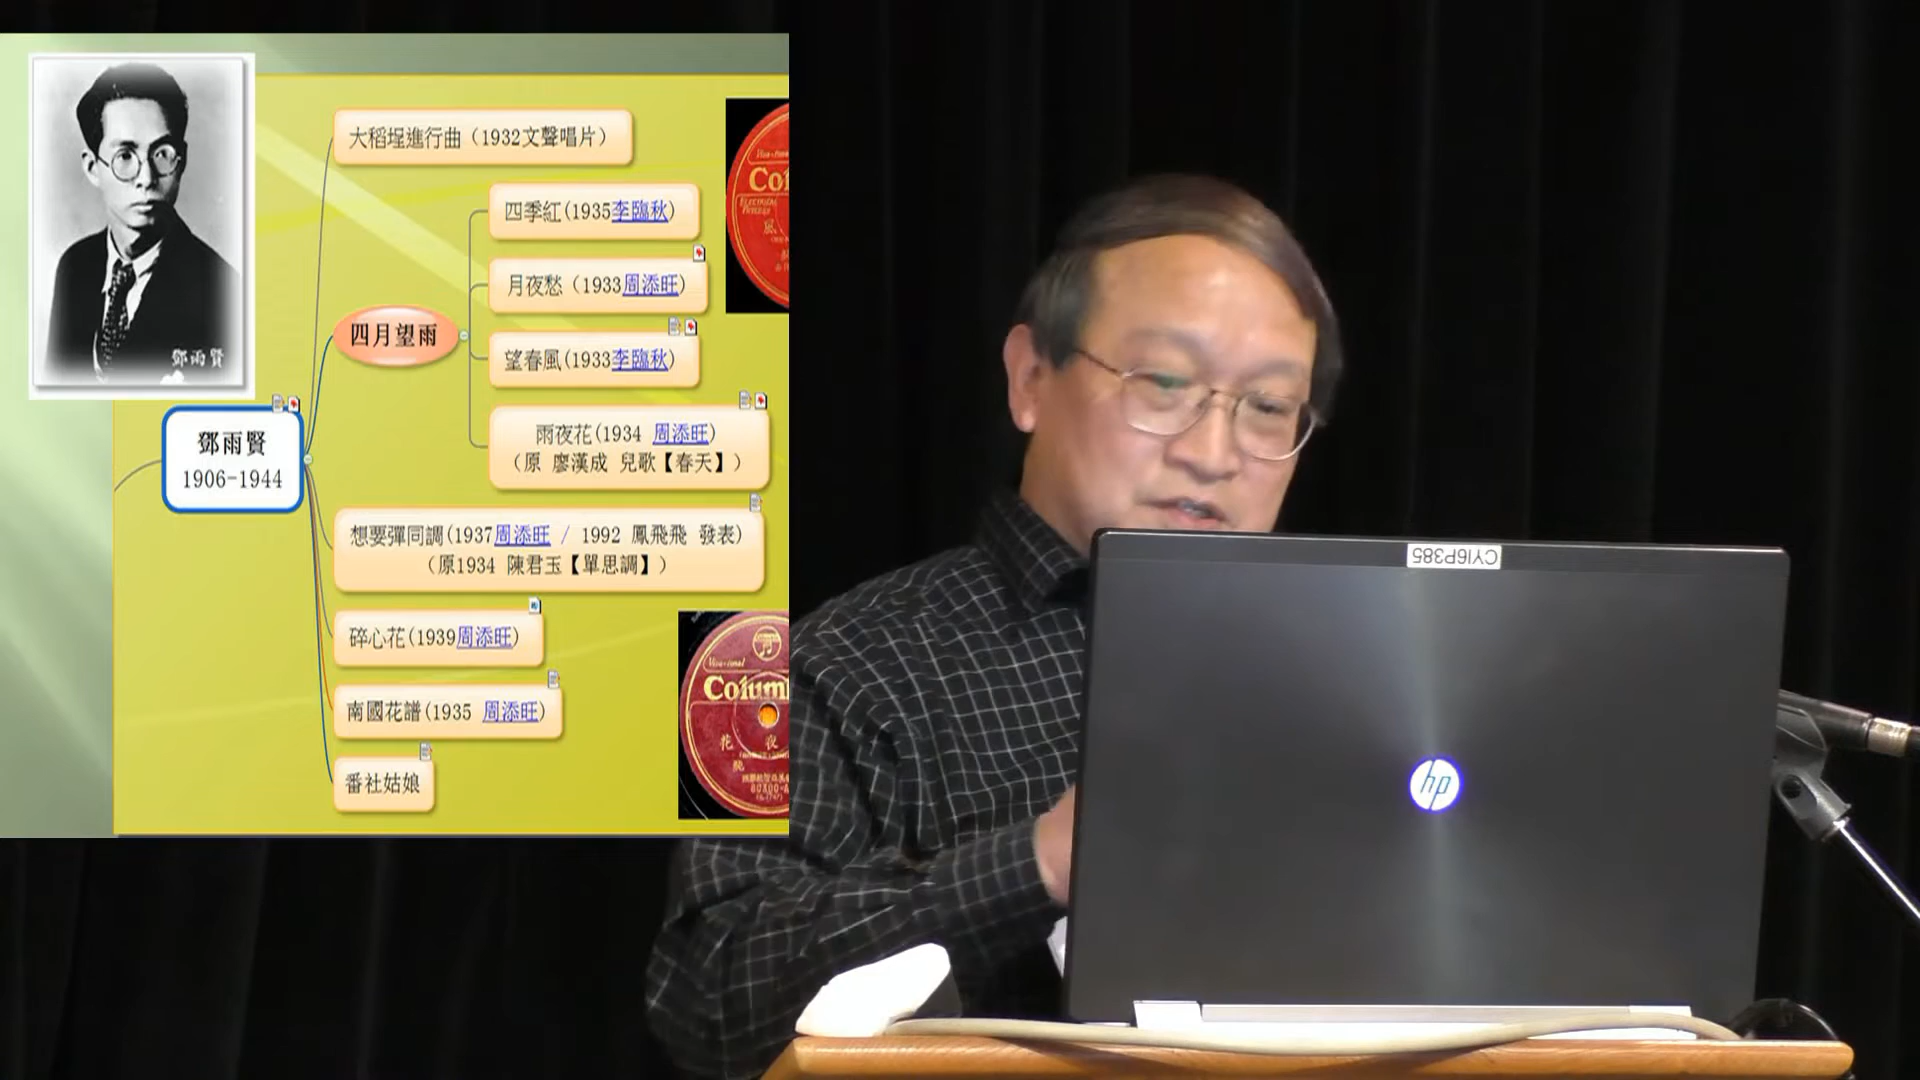 鄧雨賢
大稻埕進行曲（1932文聲唱片）
四季紅(1935李臨秋)
月夜愁（1933周添旺)
四月望雨
望春風(1933李臨秋)
雨夜花(1934 周添旺)
（原 廖漢成 兒歌【春天】）
鄧雨賢
1906-1944
想要彈同調(1937周添旺 / 1992 鳳飛飛 發表)
（原1934 陳君玉【單思調】）
碎心花(1939周添旺)
南國花譜(1935 周添旺)
番社姑娘
Co
Colum
花 夜
CYI6P385
hp